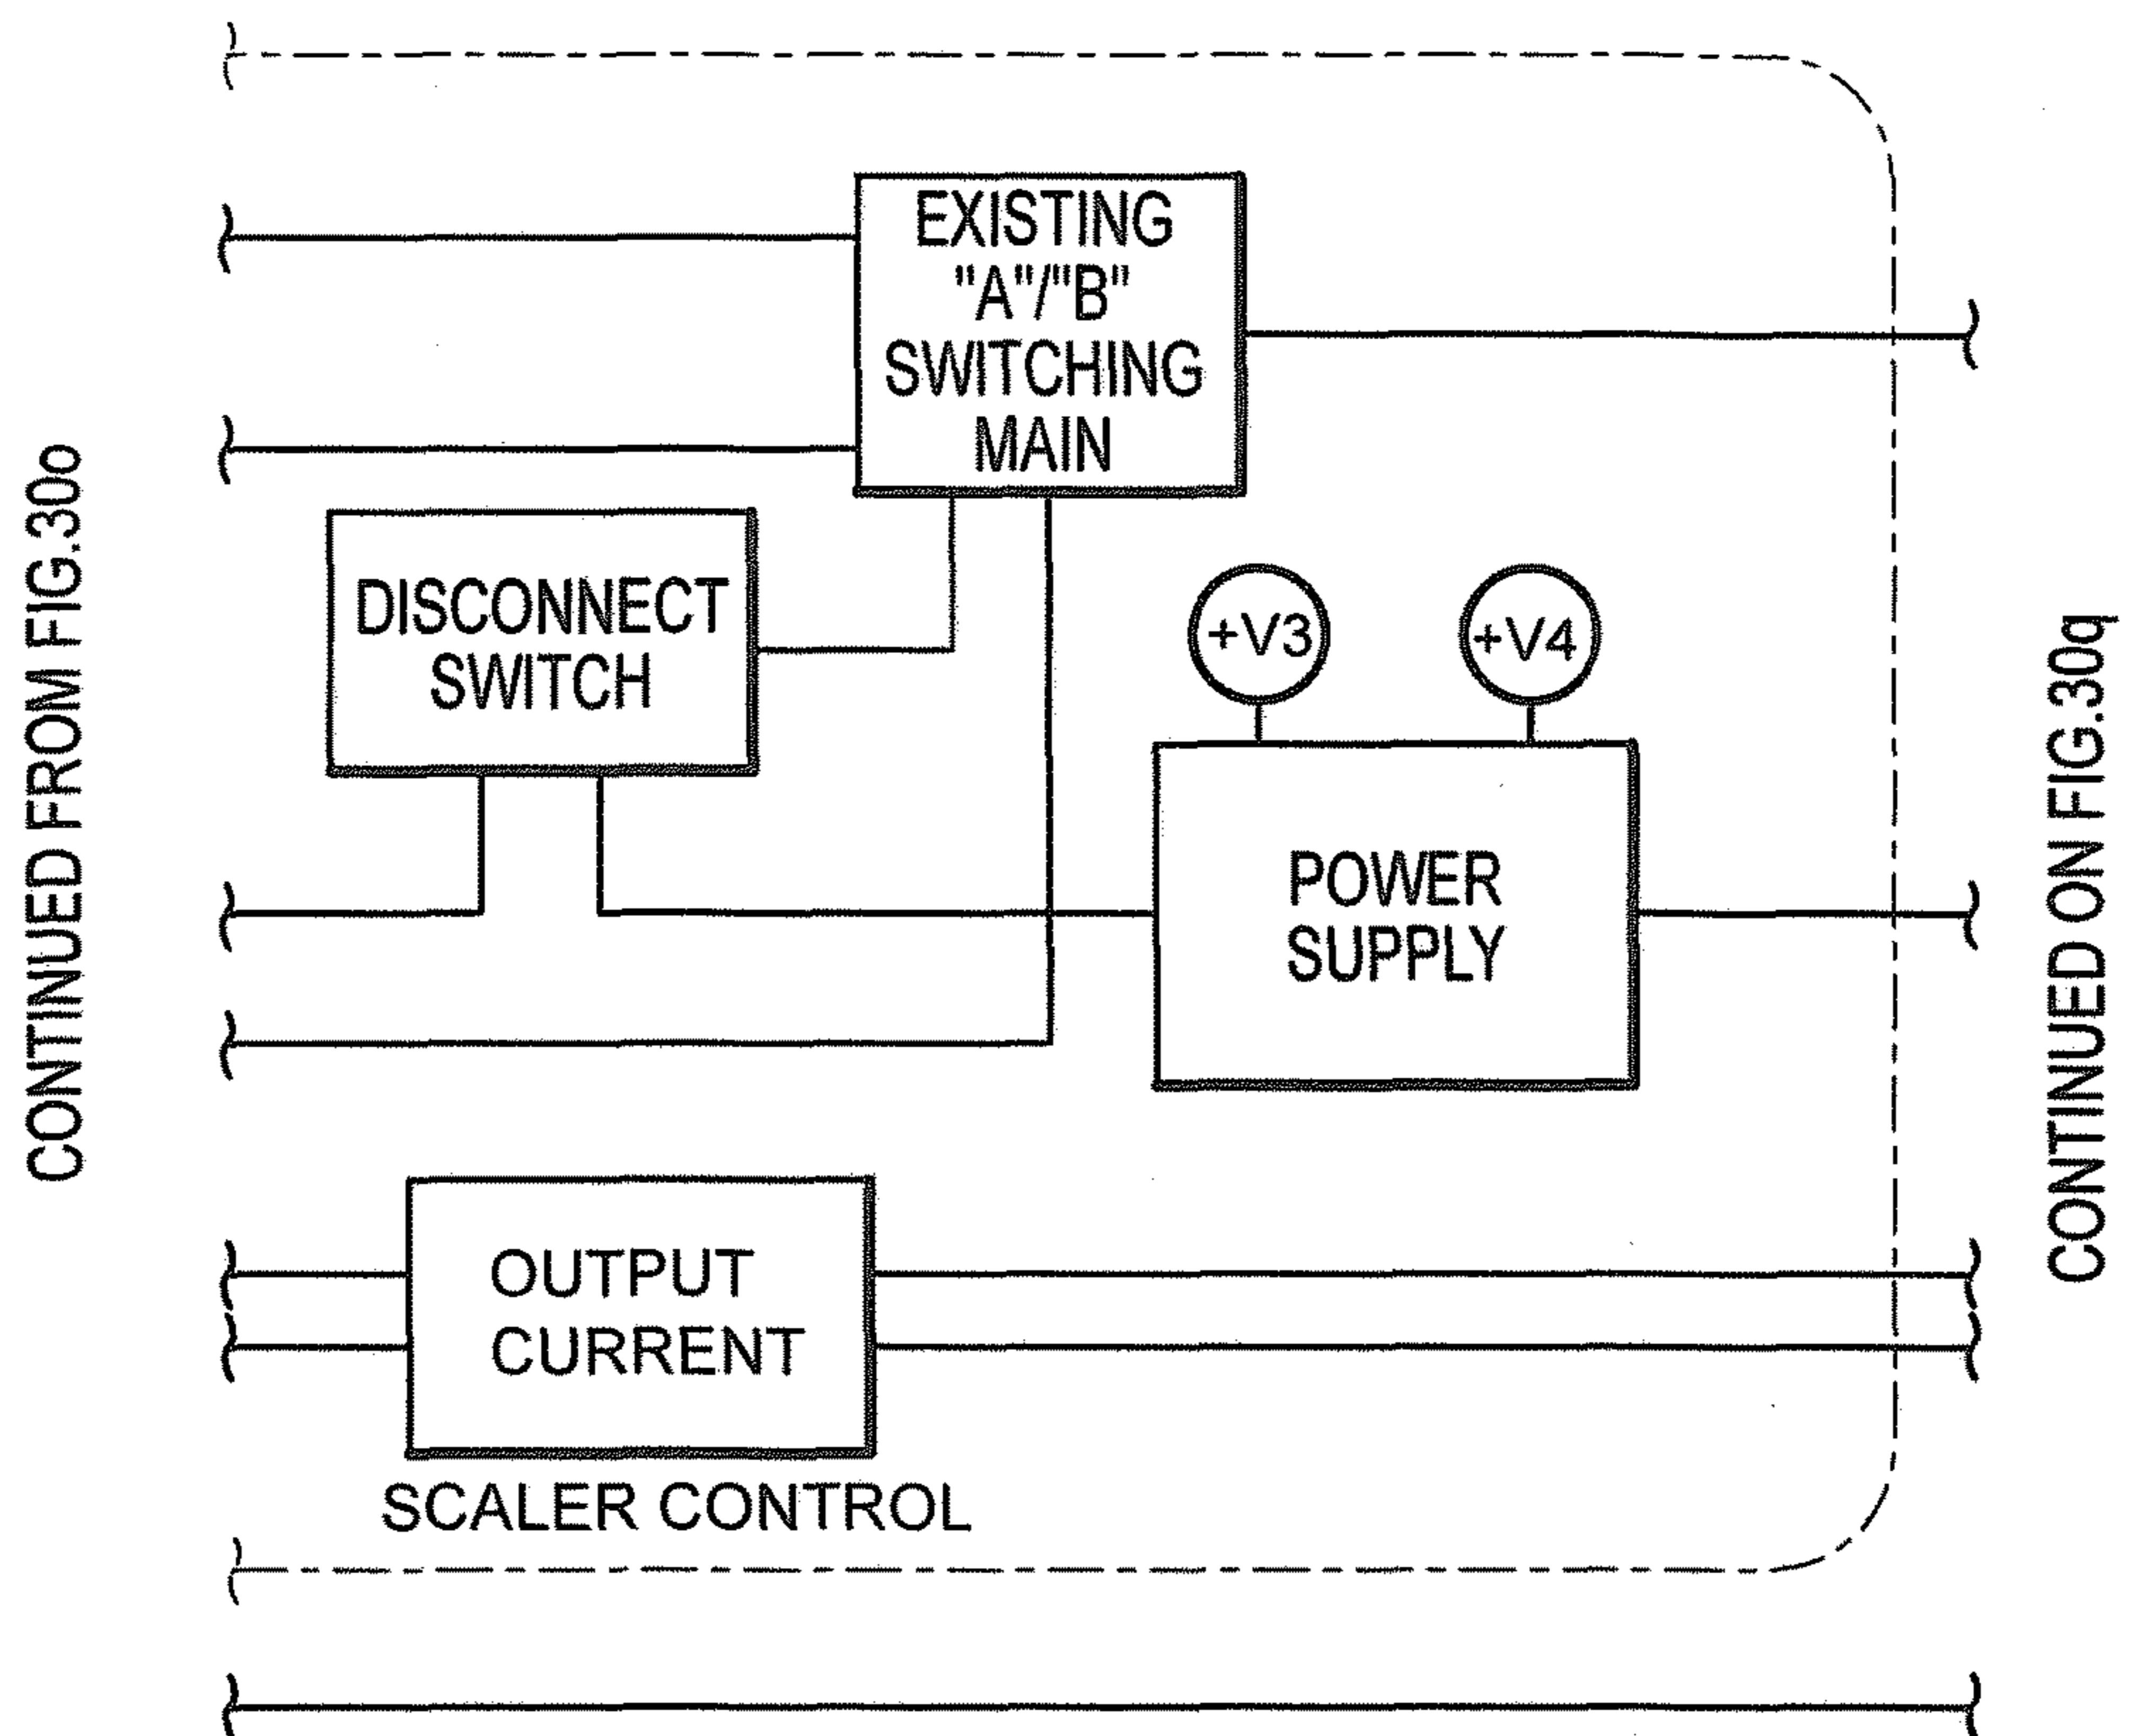 CONTINUED FROM FIG.30o
EXISTING
"A"/"B"
SWITCHING
MAIN
DISCONNECT
SWITCH
+V3
+V4
POWER
SUPPLY
OUTPUT
CURRENT
SCALER CONTROL
CONTINUED ON FIG.30q